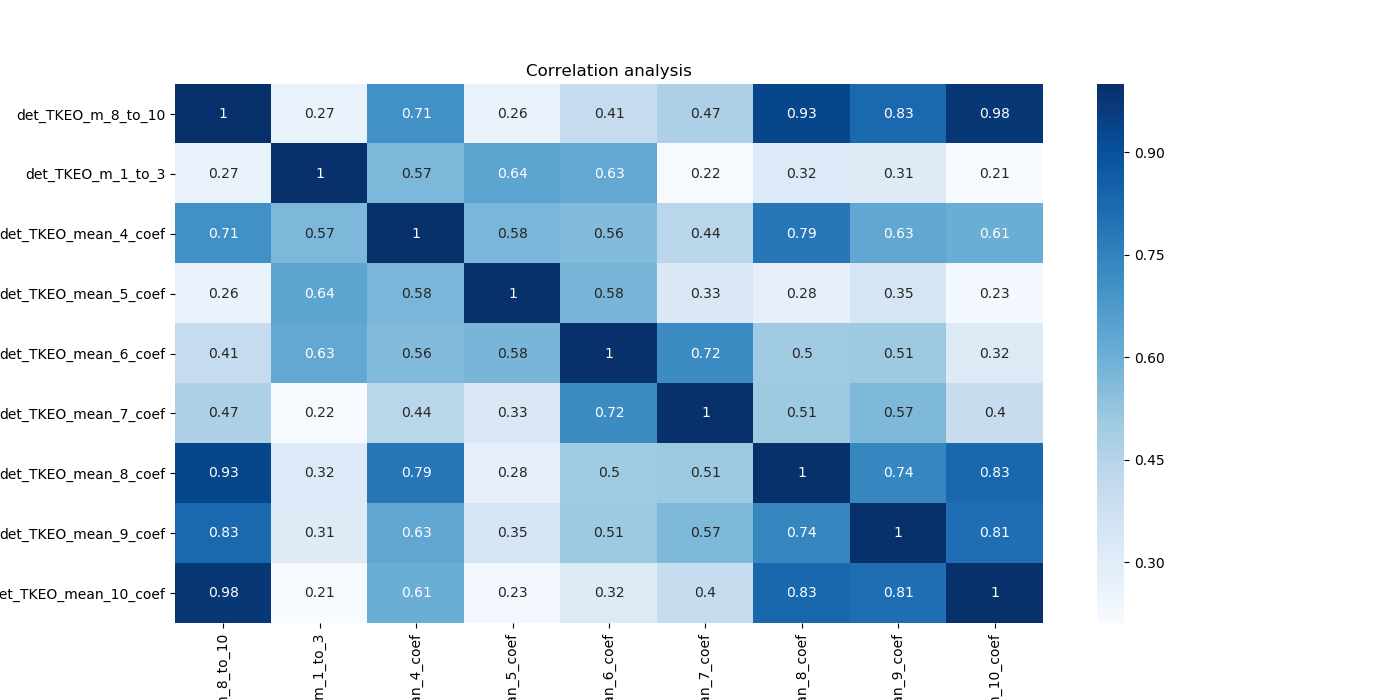 Correlation analysis
det_TKEO_m_8_to_10 1 0.27 0.71 0.26 0.41 0.47 0.93 0.83 0.98
det_TKEO_m_1_to_3 0.27 1 0.57 0.64 0.63 0.22 0.32 0.31 0.21
det_TKEO_mean_4_coef 0.71 0.57 1 0.58 0.56 0.44 0.79 0.63 0.61
det_TKEO_mean_5_coef 0.26 0.64 0.58 1 0.58 0.33 0.28 0.35 0.23
det_TKEO_mean_6_coef 0.41 0.63 0.56 0.58 1 0.72 0.5 0.51 0.32
det_TKEO_mean_7_coef 0.47 0.22 0.44 0.33 0.72 1 0.51 0.57 0.4
det_TKEO_mean_8_coef 0.93 0.32 0.79 0.28 0.5 0.51 1 0.74 0.83
det_TKEO_mean_9_coef 0.83 0.31 0.63 0.35 0.51 0.57 0.74 1 0.81
et_TKEO_mean_10_coef 0.98 0.21 0.61 0.23 0.32 0.4 0.83 0.81 1
_8_to_10
m_1_to_3
an_4_coef
an_5_coef
an_6_coef
an_7_coef
an_8_coef
an_9_coef
_10_coef
0.90
0.75
0.60
0.45
0.30